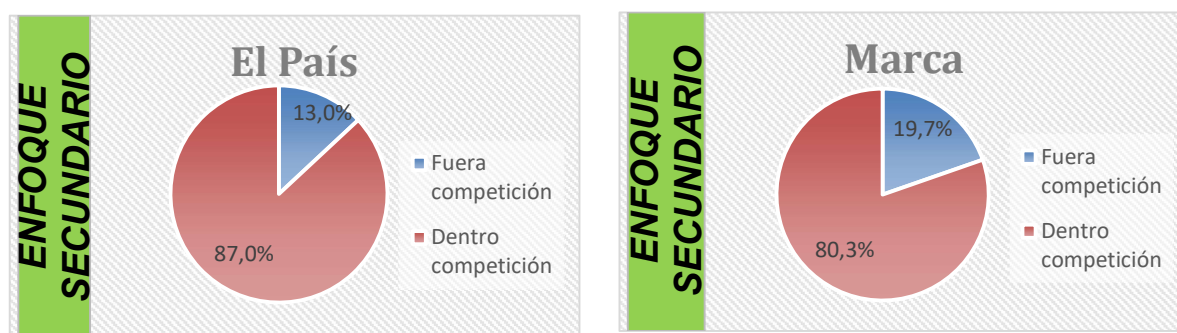 ENFOQUE
SECUNDARIO
El País
13,0%
87,0%
Fuera
competición
Dentro
competición
ENFOQUE
SECUNDARIO
Marca
19,7%
80,3%
Fuera
competición
Dentro
competición